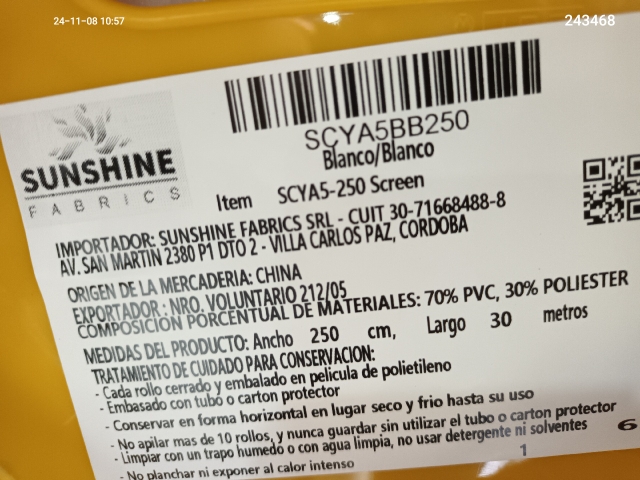 24-11-08 10:57
243468
SCYA5BB250
Blanco/Blanco
SUNSHINE
FABRICS
Item SCYA5-250 Screen
IMPORTADOR: SUNSHINE FABRICS SRL - CUIT 30-71668488-8
AV. SAN MARTIN 2380 P1 DTO 2 - VILLA CARLOS PAZ, CORDOBA
ORIGEN DE LA MERCADERIA: CHINA
EXPORTADOR : NRO. VOLUNTARIO 212/05
COMPOSICIÓN PORCENTUAL DE MATERIALES: 70% PVC, 30% POLIESTER
MEDIDAS DEL PRODUCTO: Ancho 250 cm, Largo 30 metros
TRATAMIENTO DE CUIDADO PARA CONSERVACION:
- Cada rollo cerrado y embalado en pelicula de polietileno
- Embasado con tubo o carton protector
- Conservar en forma horizontal en lugar seco y frio hasta su uso
- No apilar mas de 10 rollos, y nunca guardar sin utilizar el tubo o carton protector
- Limpiar con un trapo humedo o con agua limpia, no usar detergente ni solventes
- No planchar ni exponer al calor intenso
1
6